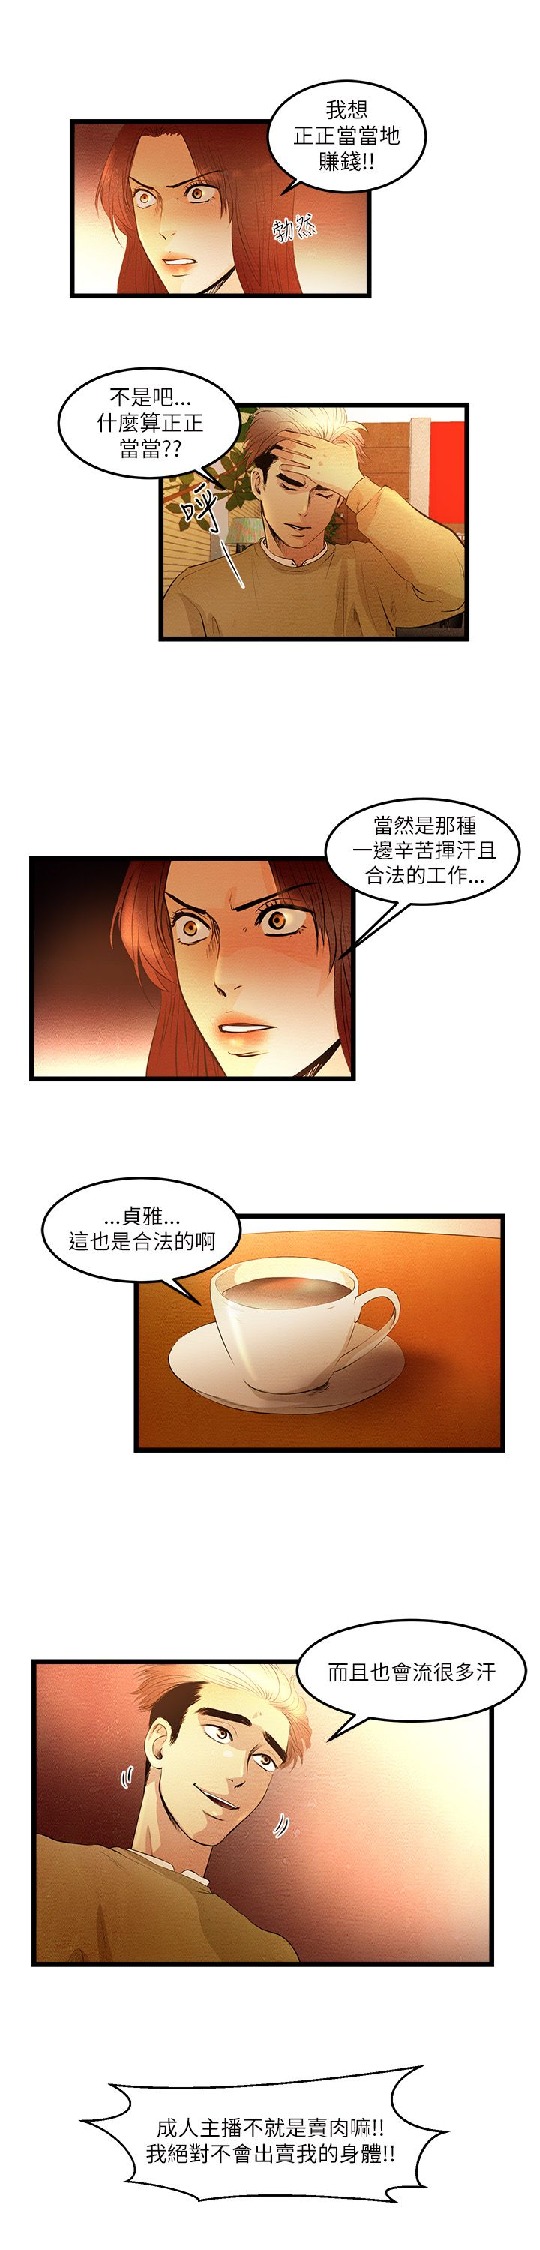 我想
正正當當地
賺錢!!
勃然
不是吧...
什麼算正正
當當??
呼
當然是那種
一邊辛苦揮汗且
合法的工作...
...貞雅...
這也是合法的啊
而且也會流很多汗
成人主播不就是賣肉嘛!!
我絕對不會出賣我的身體!!